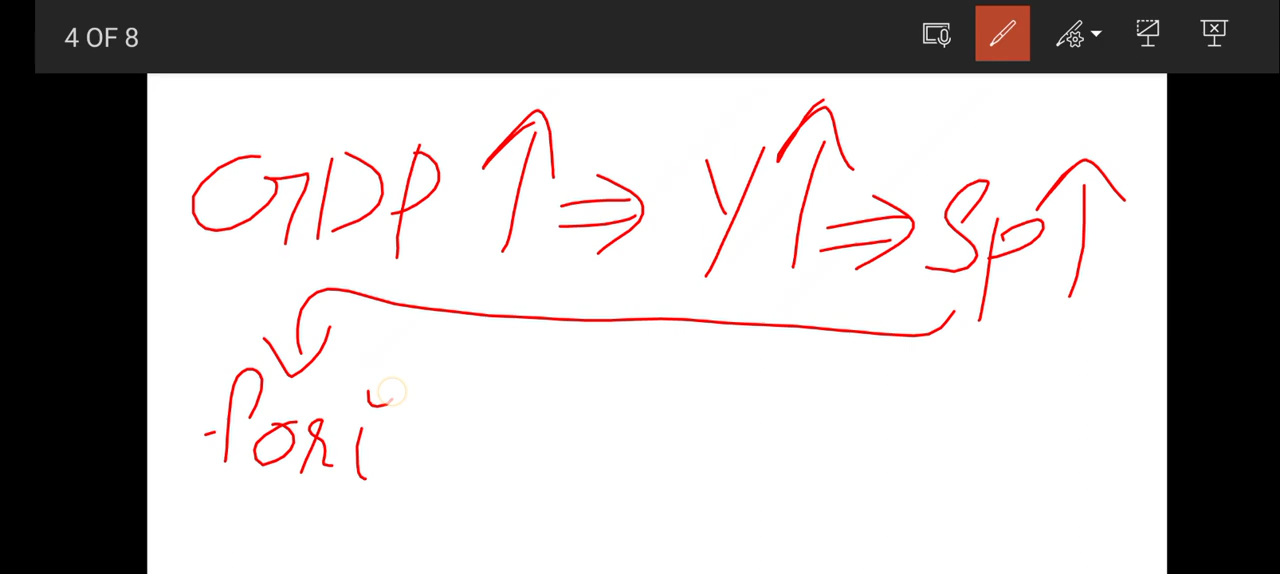 4 OF 8
GDP ↑ ⇒ Y ↑ ⇒ Sp ↑